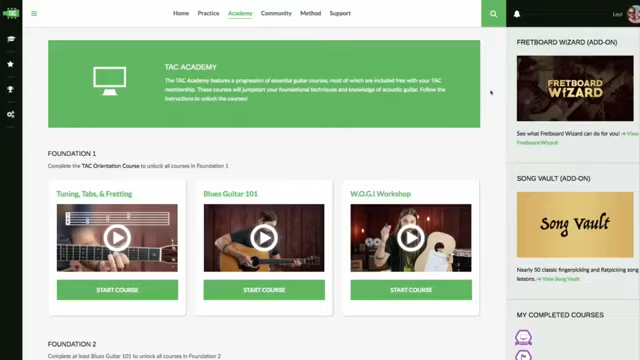 TAC
Home Practice Academy Community Method Support
Levi
TAC ACADEMY
The TAC Academy features a progression of essential guitar courses, most of which are included free with your TAC
membership. These courses will jumpstart your foundational techniques and knowledge of acoustic guitar. Follow the
instructions to unlock the courses!
FOUNDATION 1
Complete the TAC Orientation Course to unlock all courses in Foundation 1
Tuning, Tabs, & Fretting
START COURSE
Blues Guitar 101
START COURSE
W.O.G.I Workshop
START COURSE
FOUNDATION 2
Complete at least Blues Guitar 101 to unlock all courses in Foundation 2
FRETBOARD WIZARD (ADD-ON)
FRETBOARD
WIZARD
See what Fretboard Wizard can do for you! ➔ View
Fretboard Wizard
SONG VAULT (ADD-ON)
Song Vault
Nearly 50 classic fingerpicking and flatpicking song
lessons. ➔ View Song Vault
MY COMPLETED COURSES